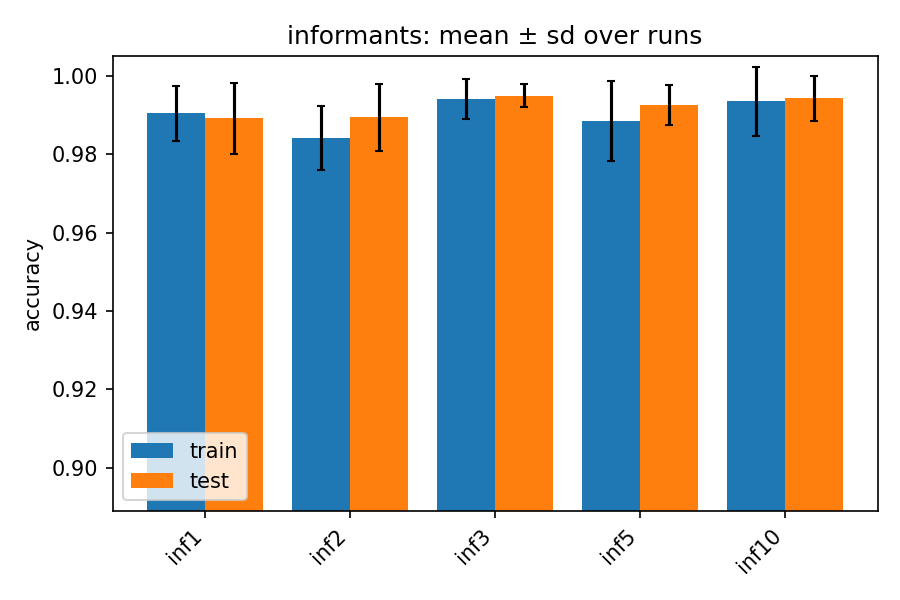 informants: mean ± sd over runs
accuracy
1.00
0.98
0.96
0.94
0.92
0.90
train
test
inf1
inf2
inf3
inf5
inf10